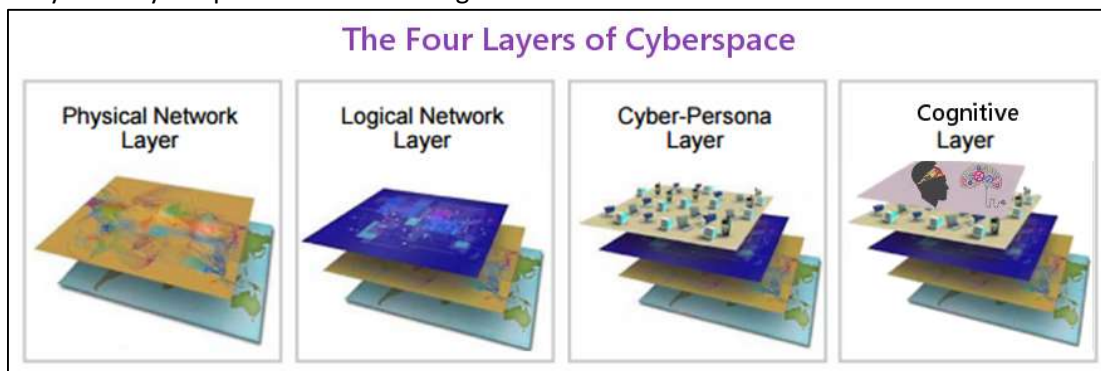 The Four Layers of Cyberspace
Physical Network
Layer
Logical Network
Layer
Cyber-Persona
Layer
Cognitive
Layer